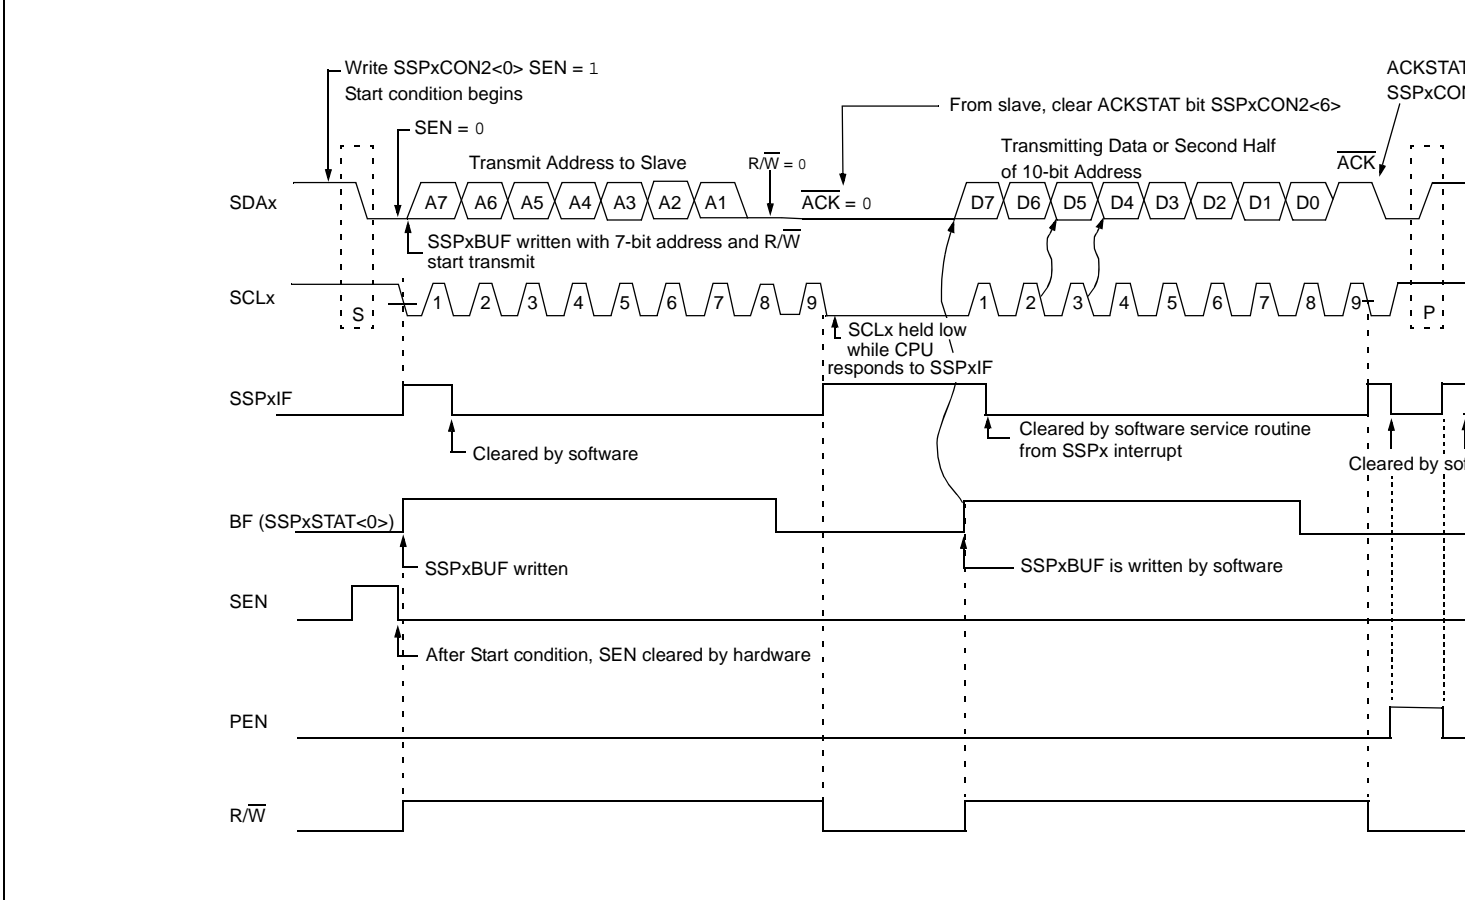 Write SSPxCON2<0> SEN = 1
Start condition begins
ACKSTAT
SSPxCON
From slave, clear ACKSTAT bit SSPxCON2<6>
SEN = 0
Transmit Address to Slave
R/W = 0
Transmitting Data or Second Half
of 10-bit Address
ACK
SDAx
A7 A6 A5 A4 A3 A2 A1
ACK = 0
D7 D6 D5 D4 D3 D2 D1 D0
SSPxBUF written with 7-bit address and R/W
start transmit
SCLx
S
1 2 3 4 5 6 7 8 9
1 2 3 4 5 6 7 8 9
P
SCLx held low
while CPU
responds to SSPxIF
SSPxIF
Cleared by software
Cleared by software service routine
from SSPx interrupt
Cleared by sof
BF (SSPxSTAT<0>)
SSPxBUF written
SSPxBUF is written by software
SEN
After Start condition, SEN cleared by hardware
PEN
R/W